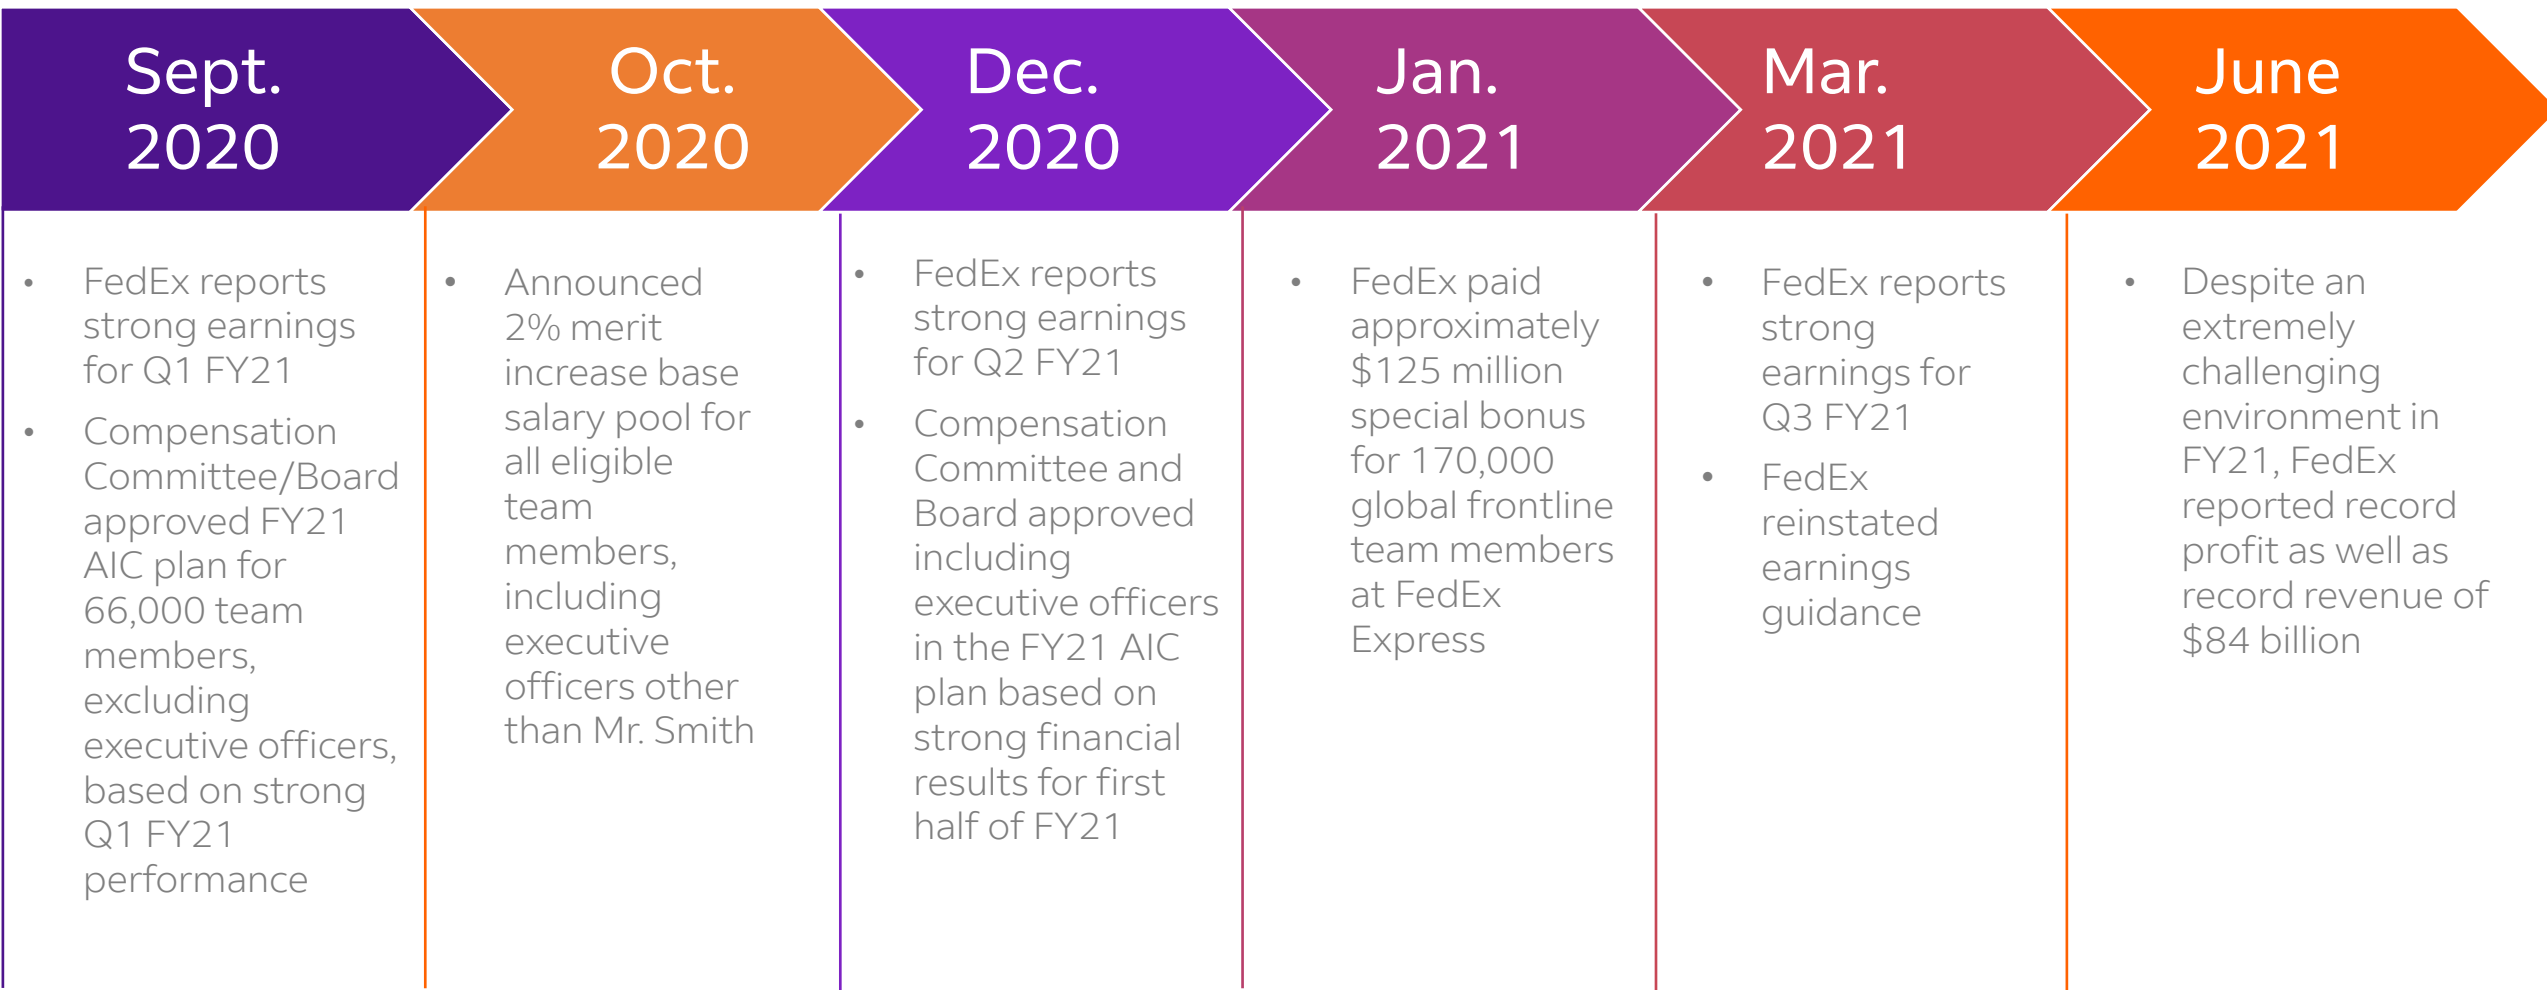 Sept.
2020
Oct.
2020
Dec.
2020
Jan.
2021
Mar.
2021
June
2021
• FedEx reports
strong earnings
for Q1 FY21
• Compensation
Committee/Board
approved FY21
AIC plan for
66,000 team
members,
excluding
executive officers,
based on strong
Q1 FY21
performance
• Announced
2% merit
increase base
salary pool for
all eligible
team
members,
including
executive
officers other
than Mr. Smith
• FedEx reports
strong earnings
for Q2 FY21
• Compensation
Committee and
Board approved
including
executive officers
in the FY21 AIC
plan based on
strong financial
results for first
half of FY21
• FedEx paid
approximately
$125 million
special bonus
for 170,000
global frontline
team members
at FedEx
Express
• FedEx reports
strong
earnings for
Q3 FY21
• FedEx
reinstated
earnings
guidance
• Despite an
extremely
challenging
environment in
FY21, FedEx
reported record
profit as well as
record revenue of
$84 billion